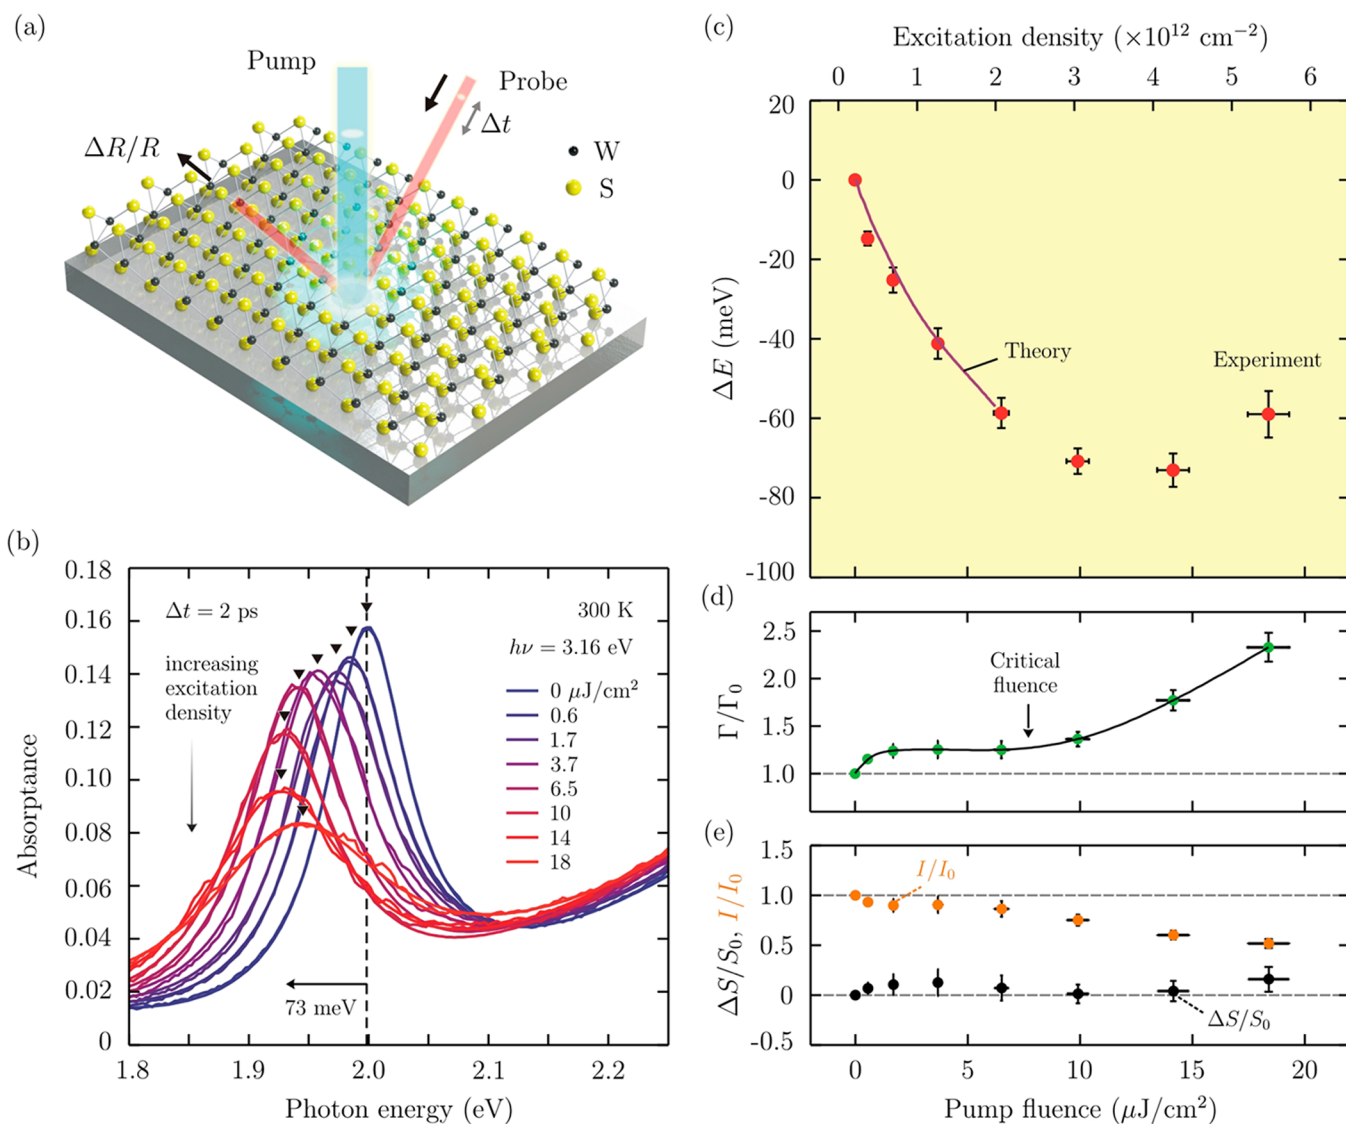 (a)
Pump
Probe
Δt
ΔR/R
W
S
(b)
Absorptance
0.18
0.16
0.14
0.12
0.10
0.08
0.06
0.04
0.02
0
Δt = 2 ps
300 K
hν = 3.16 eV
increasing
excitation
density
0 μJ/cm²
0.6
1.7
3.7
6.5
10
14
18
73 meV
1.8 1.9 2.0 2.1 2.2
Photon energy (eV)
(c)
Excitation density (×10¹² cm⁻²)
0 1 2 3 4 5 6
ΔE (meV)
20
0
-20
-40
-60
-80
-100
Theory
Experiment
(d)
Γ/Γ₀
2.5
2.0
1.5
1.0
Critical
fluence
(e)
ΔS/S₀, I/I₀
1.5
1.0
0.5
0
-0.5
I/I₀
ΔS/S₀
0 5 10 15 20
Pump fluence (μJ/cm²)